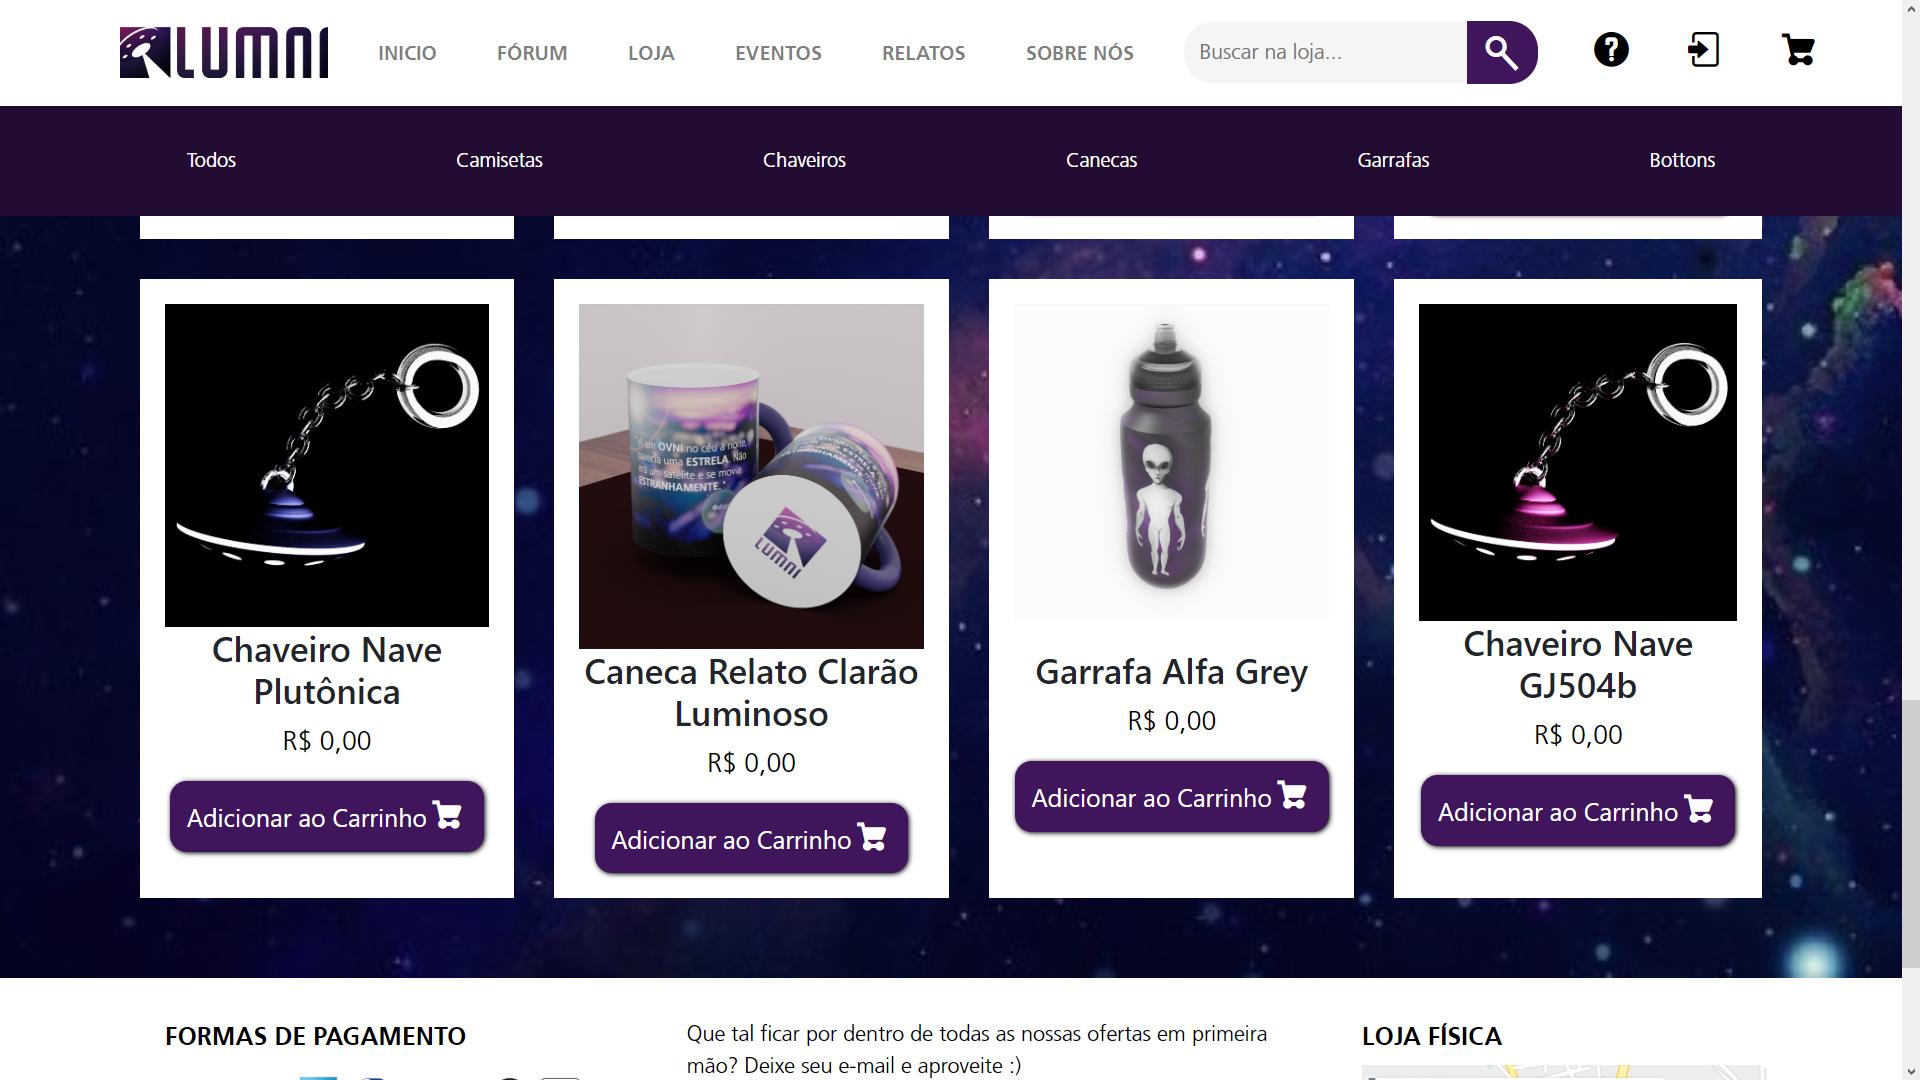 LUMNI
INICIO
FÓRUM
LOJA
EVENTOS
RELATOS
SOBRE NÓS
Buscar na loja...
Todos
Camisetas
Chaveiros
Canecas
Garrafas
Bottons
OVNI no céu à noite,
parecia uma ESTRELA. Não
era um satélite e se movia
ESTRANHAMENTE."
LUMNI
Chaveiro Nave
Plutônica
R$ 0,00
Adicionar ao Carrinho
Caneca Relato Clarão
Luminoso
R$ 0,00
Adicionar ao Carrinho
Garrafa Alfa Grey
R$ 0,00
Adicionar ao Carrinho
Chaveiro Nave
GJ504b
R$ 0,00
Adicionar ao Carrinho
FORMAS DE PAGAMENTO
Que tal ficar por dentro de todas as nossas ofertas em primeira
mão? Deixe seu e-mail e aproveite :)
LOJA FÍSICA